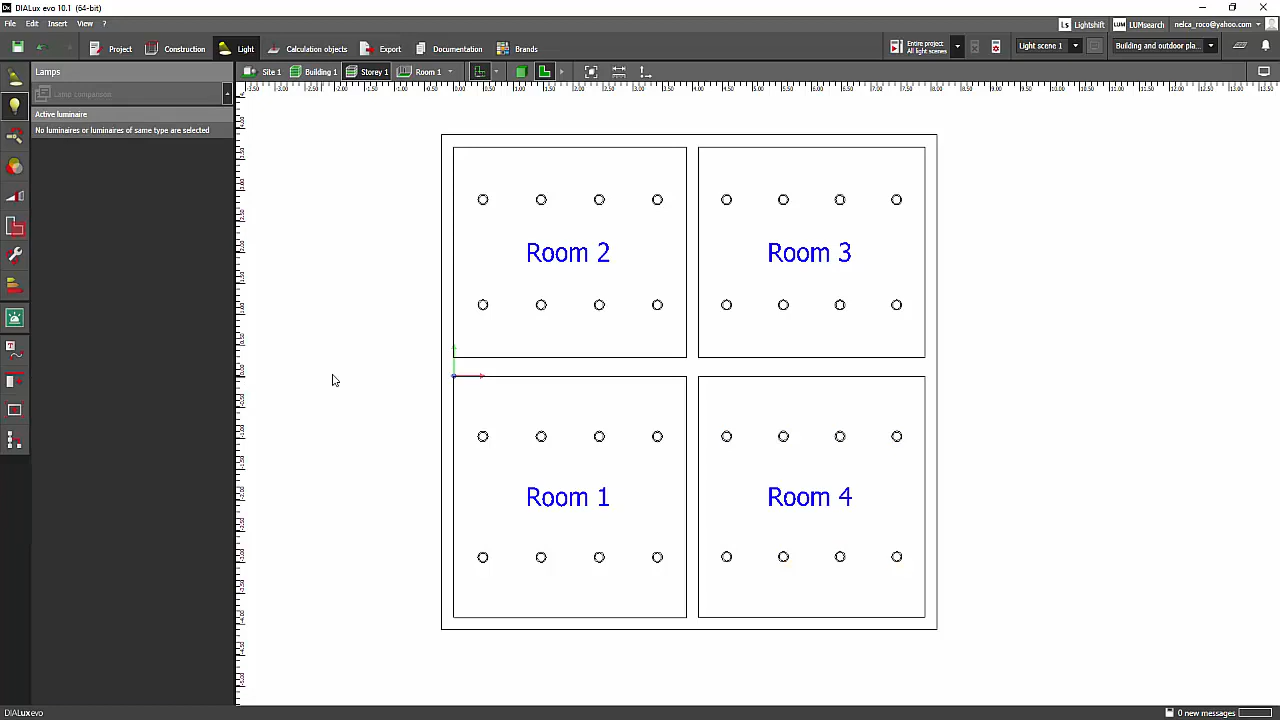 DIALux evo 10.1 (64-bit)
File Edit Insert View ?
Lightshift LUMsearch nelca_roco@yahoo.com
Project Construction Light Calculation objects Export Documentation Brands
Entire project
All light scenes
Light scene 1
Building and outdoor pla...
Lamps
Site 1 Building 1 Storey 1 Room 1
Lamp comparison
Active luminaire
No luminaires or luminaires of same type are selected
Room 2
Room 3
Room 1
Room 4
DIALux evo
0 new messages